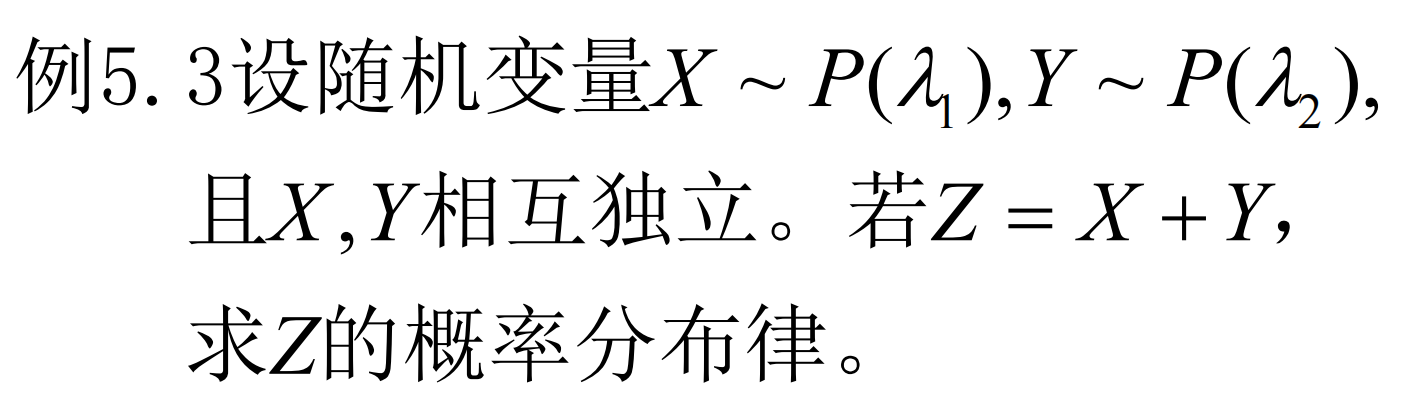 例5.3设随机变量X ~ P(λ₁),Y ~ P(λ₂),
且X,Y相互独立。若Z = X + Y，
求Z的概率分布律。